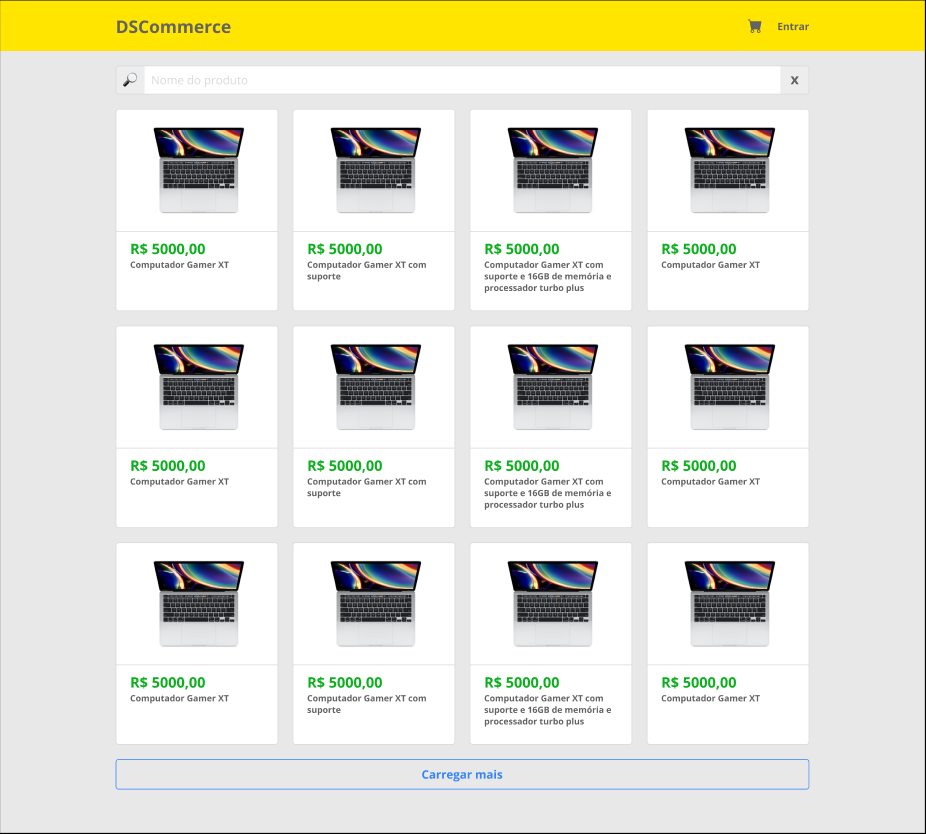 DSCommerce
Entrar
Nome do produto
X
R$ 5000,00
Computador Gamer XT
R$ 5000,00
Computador Gamer XT com
suporte
R$ 5000,00
Computador Gamer XT com
suporte e 16GB de memória e
processador turbo plus
R$ 5000,00
Computador Gamer XT
R$ 5000,00
Computador Gamer XT
R$ 5000,00
Computador Gamer XT com
suporte
R$ 5000,00
Computador Gamer XT com
suporte e 16GB de memória e
processador turbo plus
R$ 5000,00
Computador Gamer XT
R$ 5000,00
Computador Gamer XT
R$ 5000,00
Computador Gamer XT com
suporte
R$ 5000,00
Computador Gamer XT com
suporte e 16GB de memória e
processador turbo plus
R$ 5000,00
Computador Gamer XT
Carregar mais